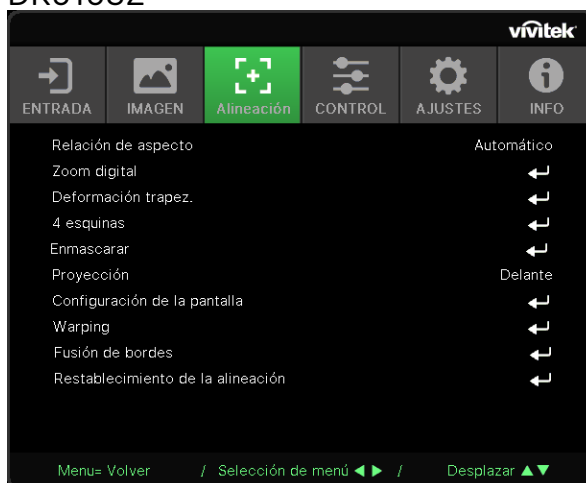 vivitek
ENTRADA IMAGEN Alineación CONTROL AJUSTES INFO
Relación de aspecto Automático
Zoom digital
Deformación trapez.
4 esquinas
Enmascarar
Proyección Delante
Configuración de la pantalla
Warping
Fusión de bordes
Restablecimiento de la alineación
Menu= Volver / Selección de menú ◀ ▶ / Desplazar ▲▼